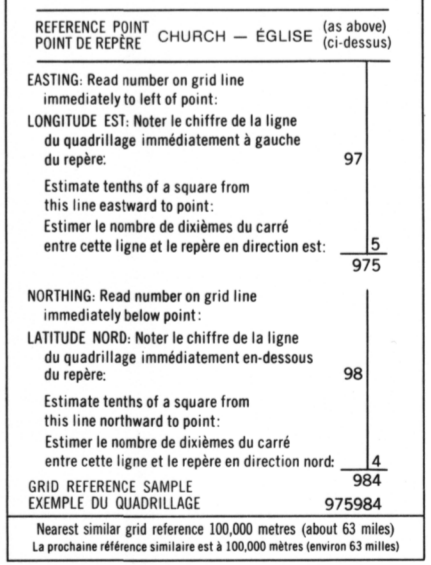 REFERENCE POINT CHURCH — ÉGLISE (as above)
POINT DE REPÈRE (ci-dessus)
EASTING: Read number on grid line
immediately to left of point:
LONGITUDE EST: Noter le chiffre de la ligne
du quadrillage immédiatement à gauche
du repère: 97
Estimate tenths of a square from
this line eastward to point:
Estimer le nombre de dixièmes du carré
entre cette ligne et le repère en direction est: 5
975
NORTHING: Read number on grid line
immediately below point:
LATITUDE NORD: Noter le chiffre de la ligne
du quadrillage immédiatement en-dessous
du repère: 98
Estimate tenths of a square from
this line northward to point:
Estimer le nombre de dixièmes du carré
entre cette ligne et le repère en direction nord: 4
984
GRID REFERENCE SAMPLE
EXEMPLE DU QUADRILLAGE 975984
Nearest similar grid reference 100,000 metres (about 63 miles)
La prochaine référence similaire est à 100,000 mètres (environ 63 milles)